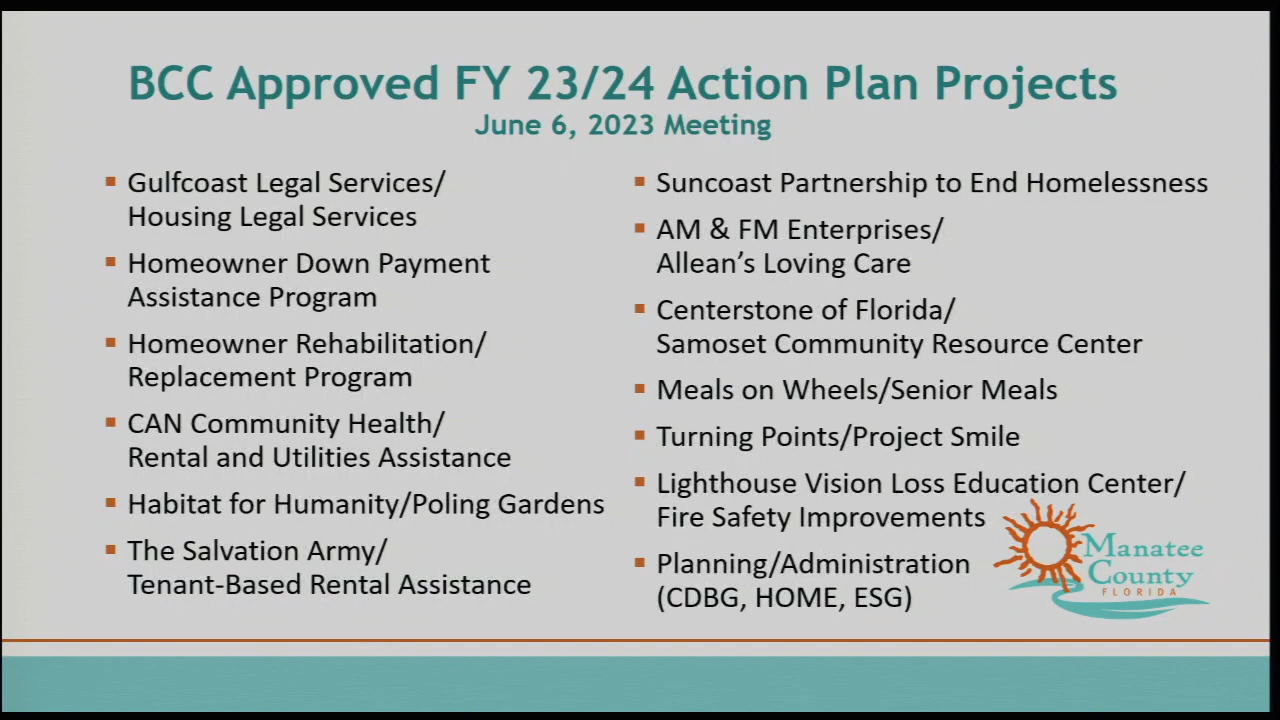 BCC Approved FY 23/24 Action Plan Projects
June 6, 2023 Meeting
▪ Gulfcoast Legal Services/
Housing Legal Services
▪ Homeowner Down Payment
Assistance Program
▪ Homeowner Rehabilitation/
Replacement Program
▪ CAN Community Health/
Rental and Utilities Assistance
▪ Habitat for Humanity/Poling Gardens
▪ The Salvation Army/
Tenant-Based Rental Assistance
▪ Suncoast Partnership to End Homelessness
▪ AM & FM Enterprises/
Allean’s Loving Care
▪ Centerstone of Florida/
Samoset Community Resource Center
▪ Meals on Wheels/Senior Meals
▪ Turning Points/Project Smile
▪ Lighthouse Vision Loss Education Center/
Fire Safety Improvements
▪ Planning/Administration
(CDBG, HOME, ESG)
Manatee
County
FLORIDA